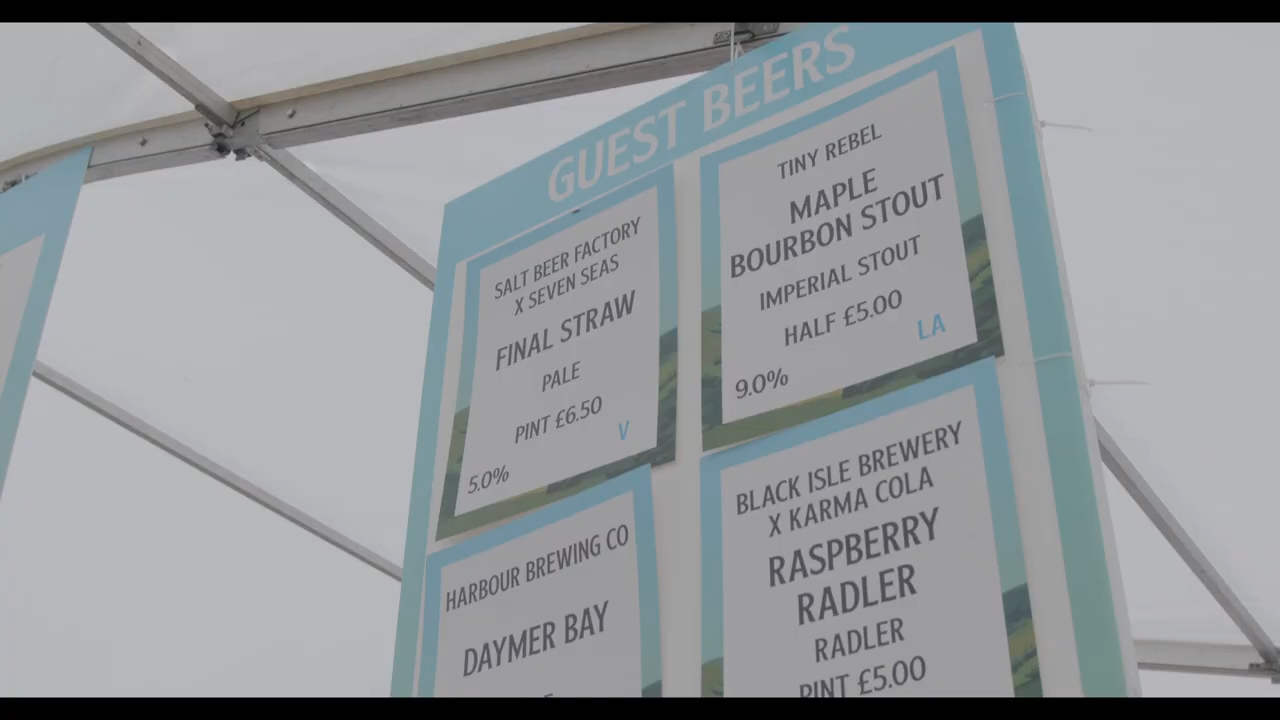 GUEST BEERS
SALT BEER FACTORY
X SEVEN SEAS
FINAL STRAW
PALE
PINT £6.50
V
5.0%
TINY REBEL
MAPLE
BOURBON STOUT
IMPERIAL STOUT
HALF £5.00
LA
9.0%
HARBOUR BREWING CO
DAYMER BAY
BLACK ISLE BREWERY
X KARMA COLA
RASPBERRY
RADLER
RADLER
PINT £5.00